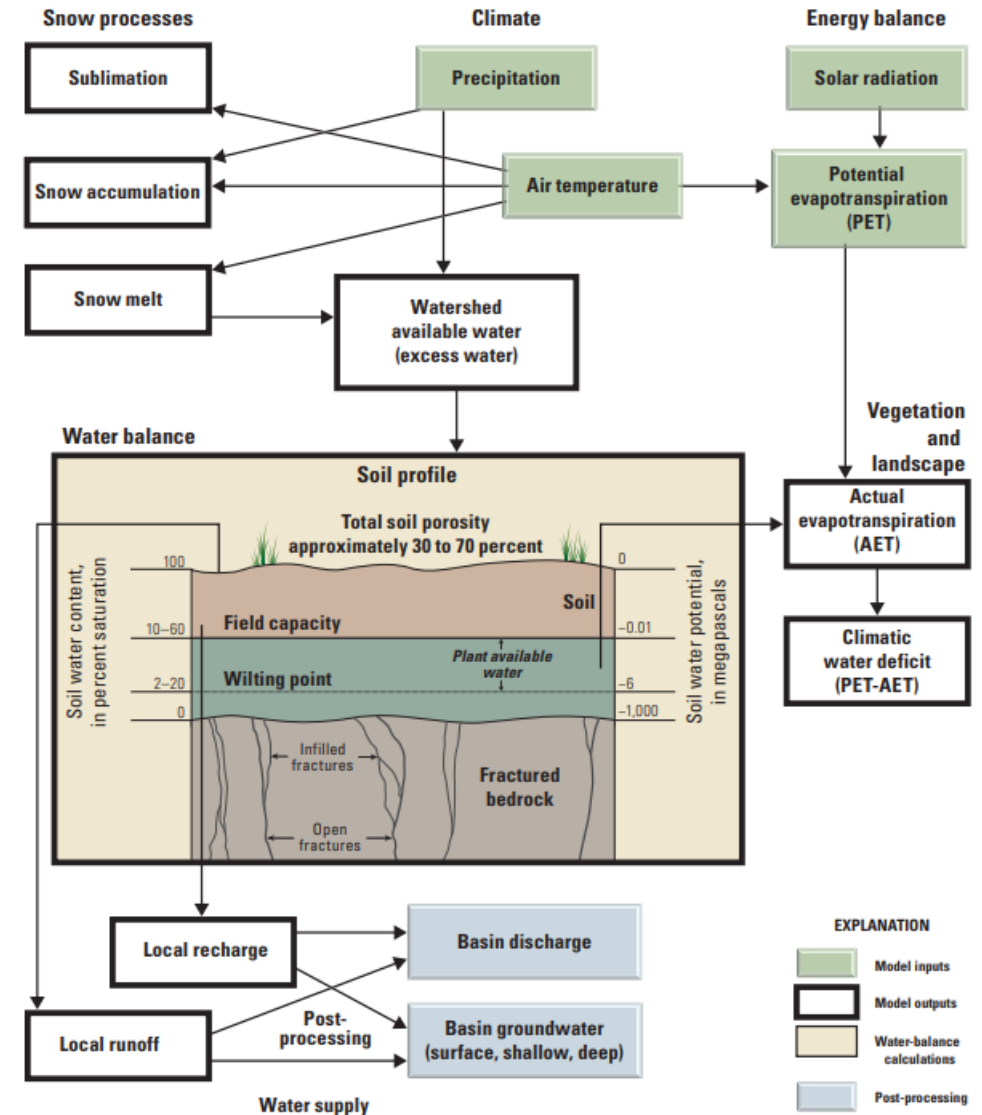 Snow processes
Climate
Energy balance
Sublimation
Precipitation
Solar radiation
Snow accumulation
Air temperature
Potential
evapotranspiration
(PET)
Snow melt
Watershed
available water
(excess water)
Vegetation
and
landscape
Water balance
Soil profile
Total soil porosity
approximately 30 to 70 percent
Actual
evapotranspiration
(AET)
Soil water content,
in percent saturation
100
10–60
2–20
0
Field capacity
Wilting point
Soil
Plant available
water
0
–0.01
–6
–1,000
Soil water potential,
in megapascals
Climatic
water deficit
(PET-AET)
Infilled
fractures
Fractured
bedrock
Open
fractures
Local recharge
Basin discharge
Local runoff
Post-
processing
Basin groundwater
(surface, shallow, deep)
Water supply
EXPLANATION
Model inputs
Model outputs
Water-balance
calculations
Post-processing